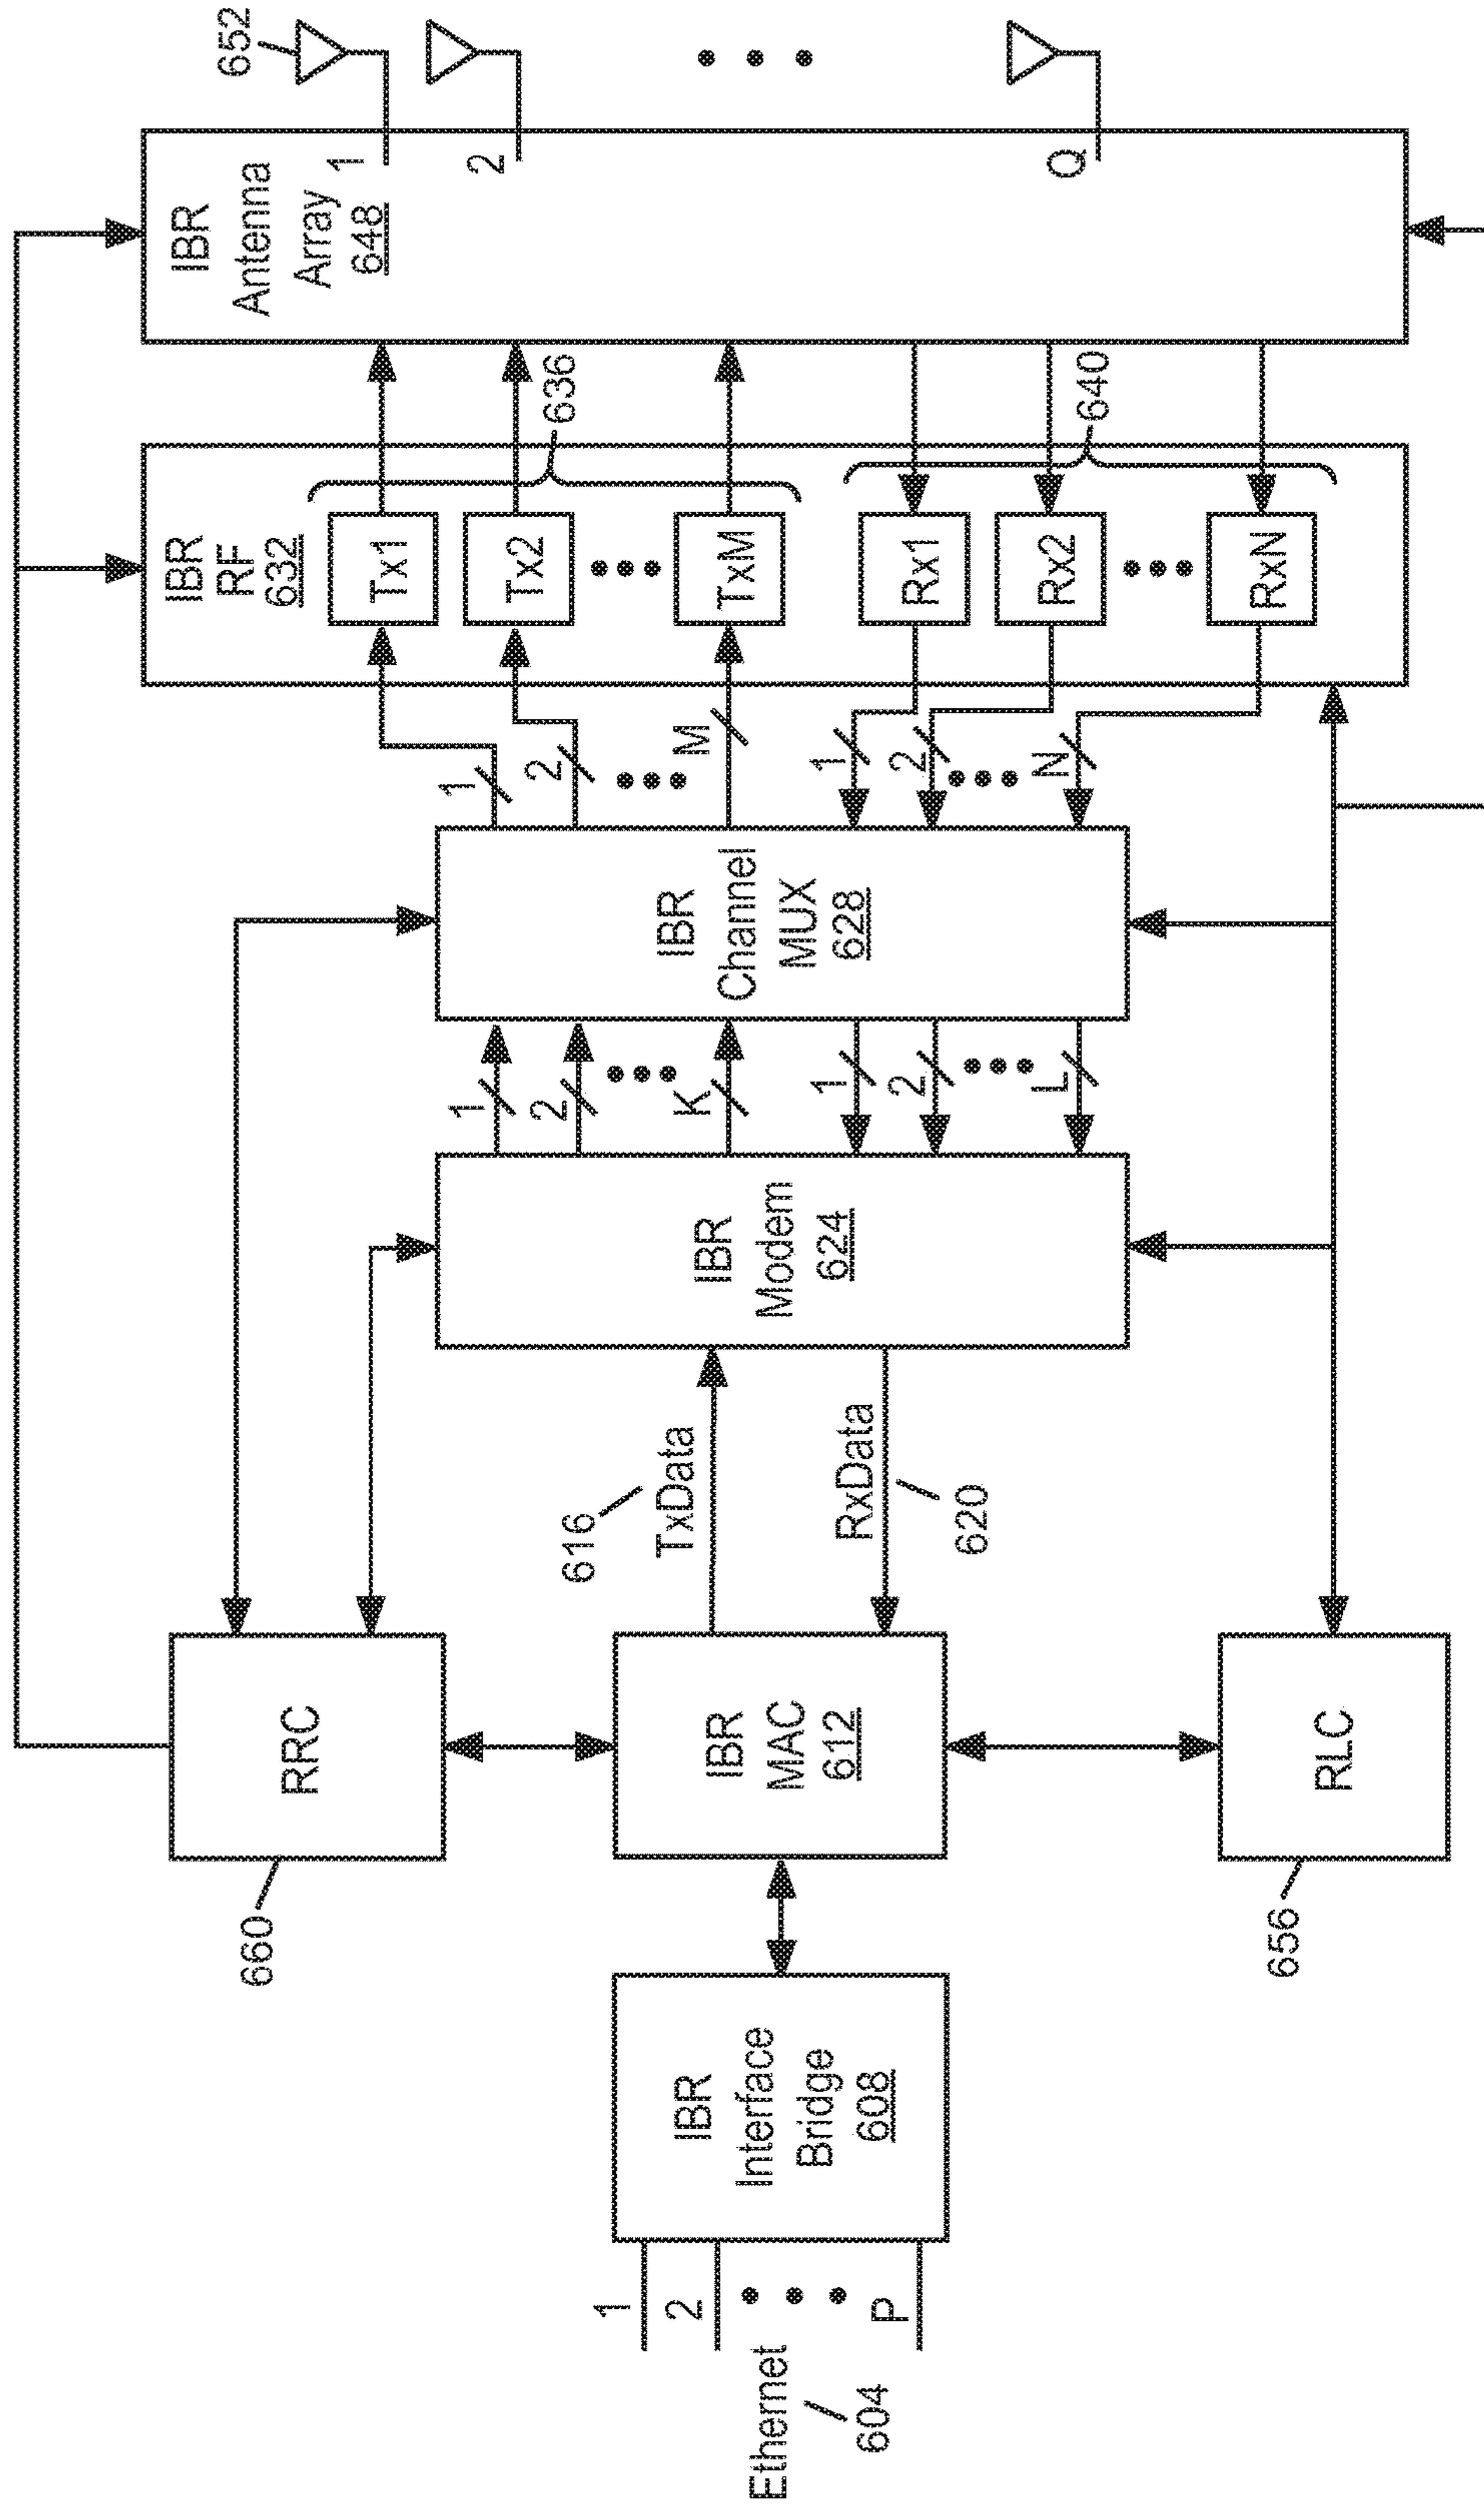 Ethernet
604
1
2
P
IBR
Interface
Bridge
608
660
RRC
IBR
MAC
612
656
RLC
616
TxData
RxData
620
IBR
Modem
624
1
2
K
1
2
L
IBR
Channel
MUX
628
1
2
M
1
2
N
IBR
RF
632
Tx1
Tx2
TxM
Rx1
Rx2
RxN
636
640
IBR
Antenna
Array
648
1
2
Q
652